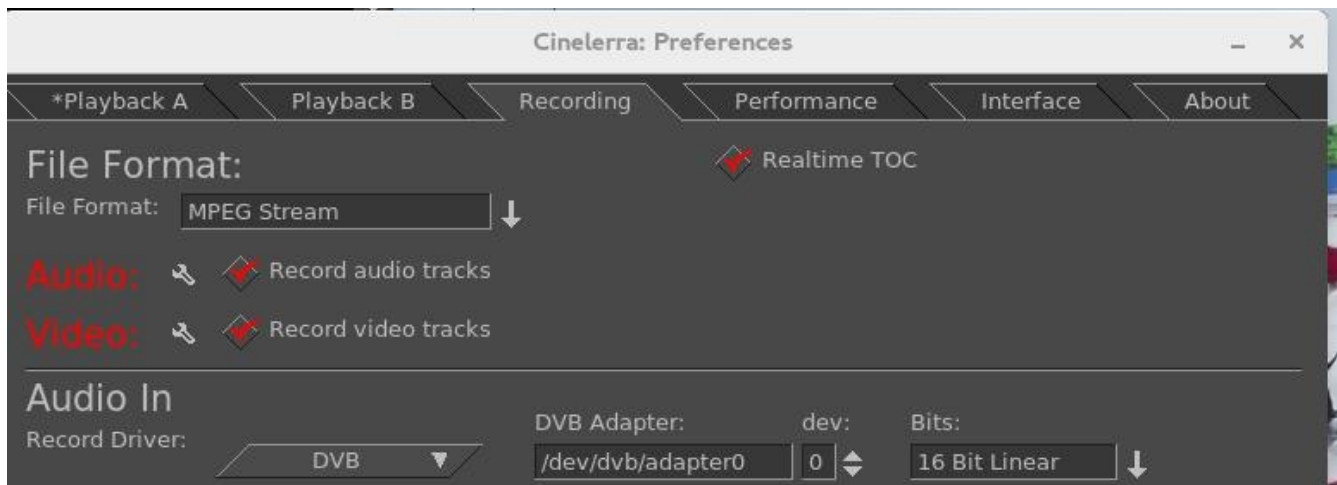 Cinelerra: Preferences
*Playback A Playback B Recording Performance Interface About
File Format: Realtime TOC
File Format: MPEG Stream
Audio: Record audio tracks
Video: Record video tracks
Audio In
DVB Adapter: dev: Bits:
Record Driver: DVB /dev/dvb/adapter0 0 16 Bit Linear